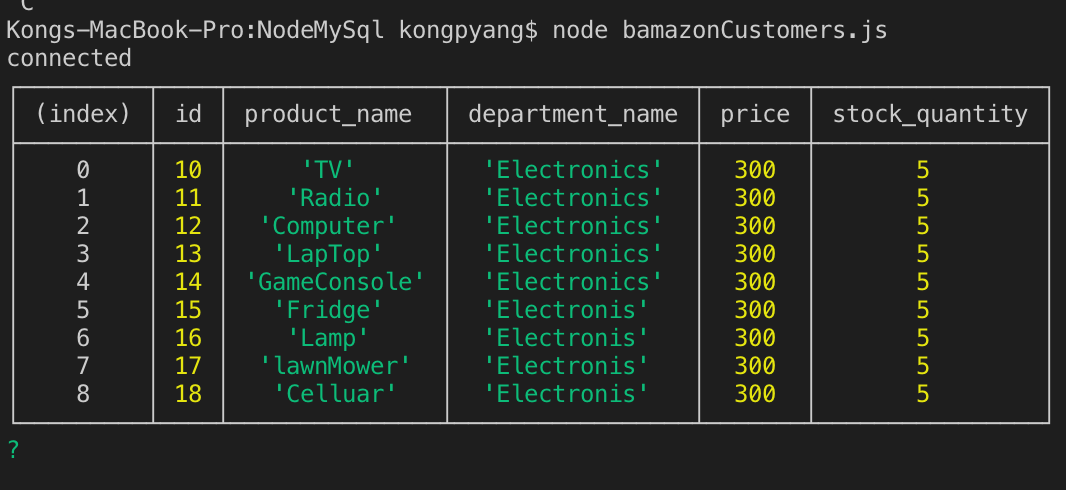 C
Kongs-MacBook-Pro:NodeMySql kongpyang$ node bamazonCustomers.js
connected
(index) id product_name department_name price stock_quantity
0 10 'TV' 'Electronics' 300 5
1 11 'Radio' 'Electronics' 300 5
2 12 'Computer' 'Electronics' 300 5
3 13 'LapTop' 'Electronics' 300 5
4 14 'GameConsole' 'Electronics' 300 5
5 15 'Fridge' 'Electronis' 300 5
6 16 'Lamp' 'Electronis' 300 5
7 17 'lawnMower' 'Electronis' 300 5
8 18 'Celluar' 'Electronis' 300 5
?